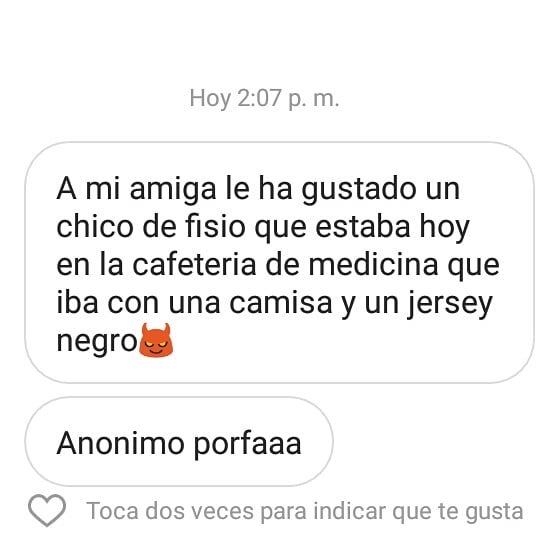 Hoy 2:07 p. m.
A mi amiga le ha gustado un
chico de fisio que estaba hoy
en la cafeteria de medicina que
iba con una camisa y un jersey
negro😈
Anonimo porfaaa
Toca dos veces para indicar que te gusta